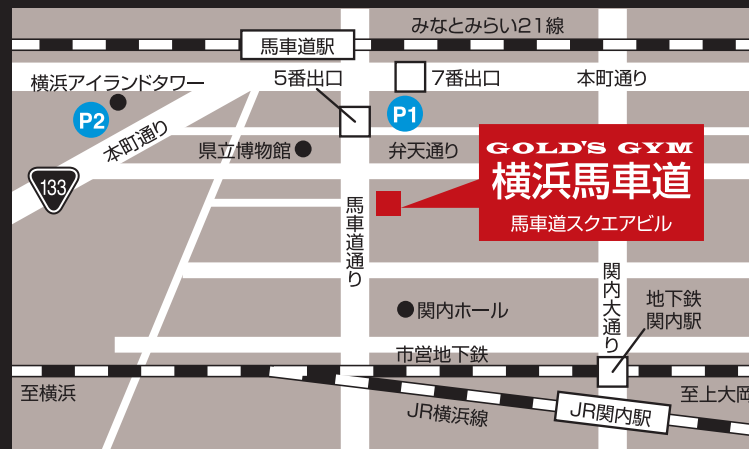 みなとみらい21線
馬車道駅
5番出口
7番出口
本町通り
横浜アイランドタワー
P2
P1
本町通り
県立博物館
弁天通り
133
GOLD'S GYM
横浜馬車道
馬車道スクエアビル
馬車道通り
関内大通り
関内ホール
地下鉄
関内駅
市営地下鉄
至横浜
至上大岡
JR横浜線
JR関内駅